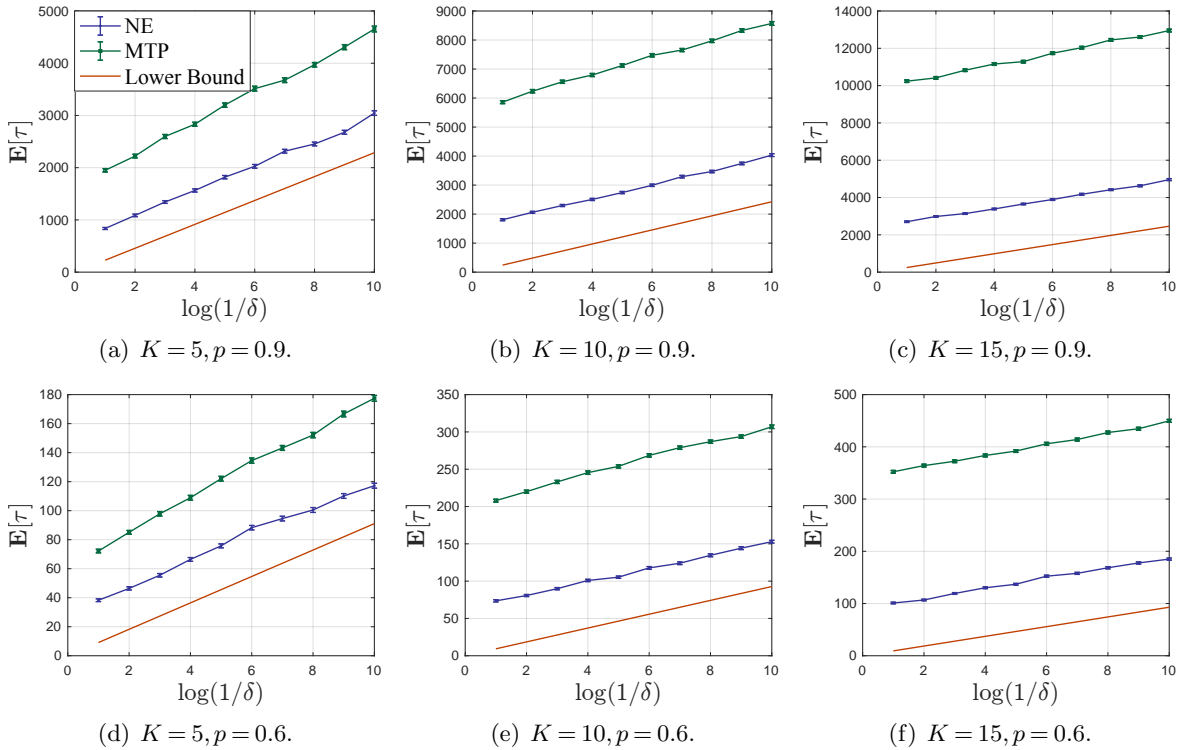 NE
MTP
Lower Bound
E[τ]
5000
4000
3000
2000
1000
0
0 2 4 6 8 10
log(1/δ)
(a) K = 5, p = 0.9.
E[τ]
9000
8000
7000
6000
5000
4000
3000
2000
1000
0
0 2 4 6 8 10
log(1/δ)
(b) K = 10, p = 0.9.
E[τ]
14000
12000
10000
8000
6000
4000
2000
0
0 2 4 6 8 10
log(1/δ)
(c) K = 15, p = 0.9.
E[τ]
180
160
140
120
100
80
60
40
20
0
0 2 4 6 8 10
log(1/δ)
(d) K = 5, p = 0.6.
E[τ]
350
300
250
200
150
100
50
0
0 2 4 6 8 10
log(1/δ)
(e) K = 10, p = 0.6.
E[τ]
500
400
300
200
100
0
0 2 4 6 8 10
log(1/δ)
(f) K = 15, p = 0.6.